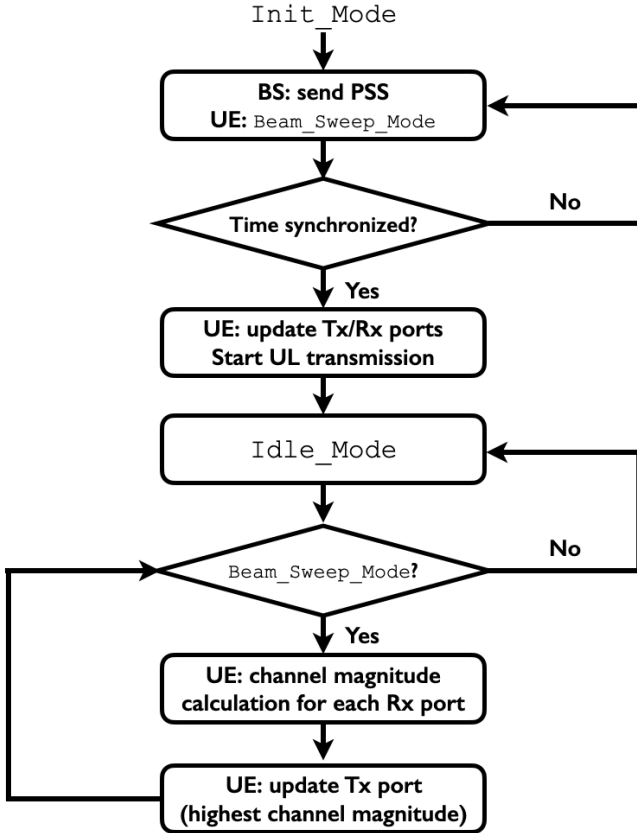 Init_Mode
BS: send PSS
UE: Beam_Sweep_Mode
Time synchronized?
No
Yes
UE: update Tx/Rx ports
Start UL transmission
Idle_Mode
Beam_Sweep_Mode?
No
Yes
UE: channel magnitude
calculation for each Rx port
UE: update Tx port
(highest channel magnitude)